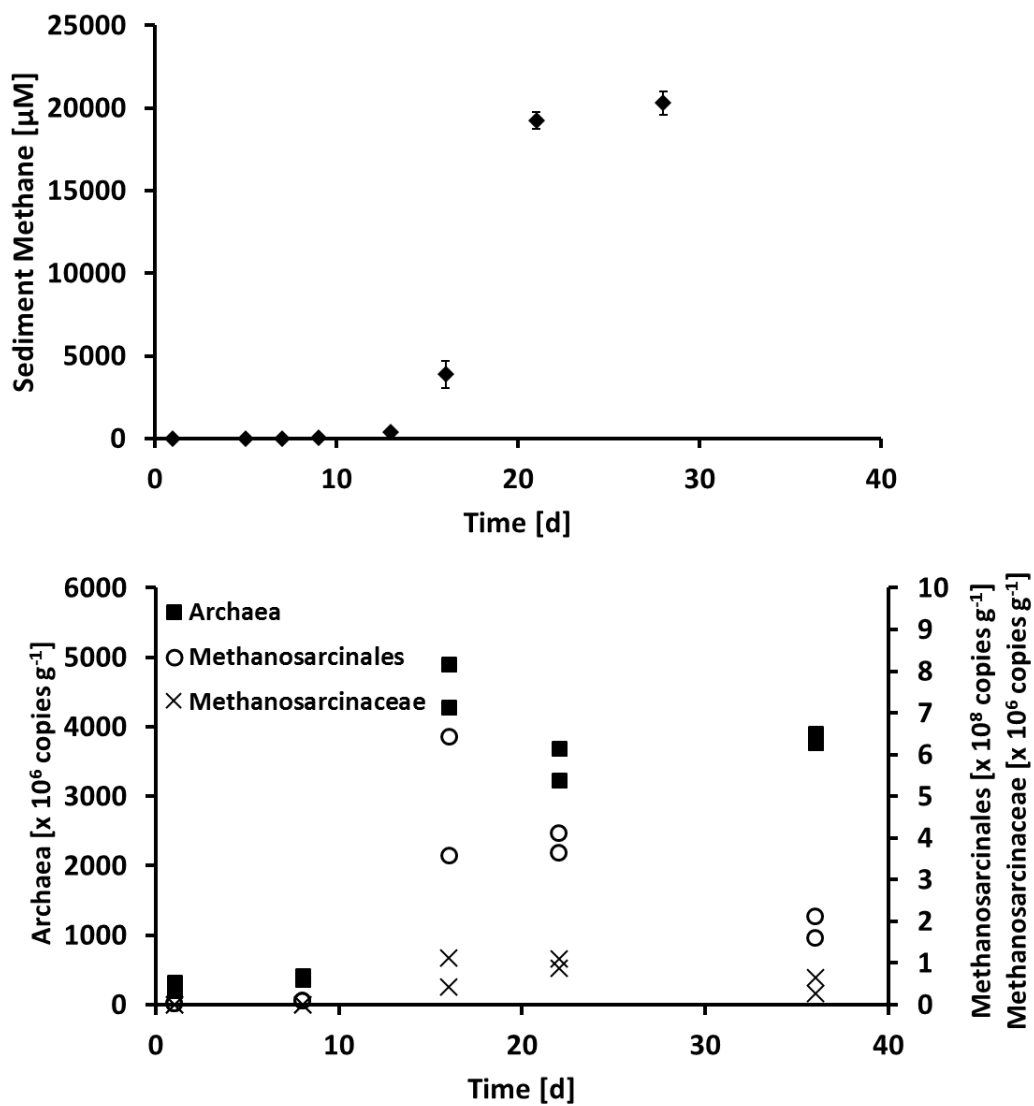 25000
20000
15000
10000
5000
0
Sediment Methane [µM]
0 10 20 30 40
Time [d]
6000
5000
4000
3000
2000
1000
0
Archaea [x 10⁶ copies g⁻¹]
Archaea
Methanosarcinales
Methanosarcinaceae
10
9
8
7
6
5
4
3
2
1
0
Methanosarcinales [x 10⁸ copies g⁻¹]
Methanosarcinaceae [x 10⁶ copies g⁻¹]
0 10 20 30 40
Time [d]